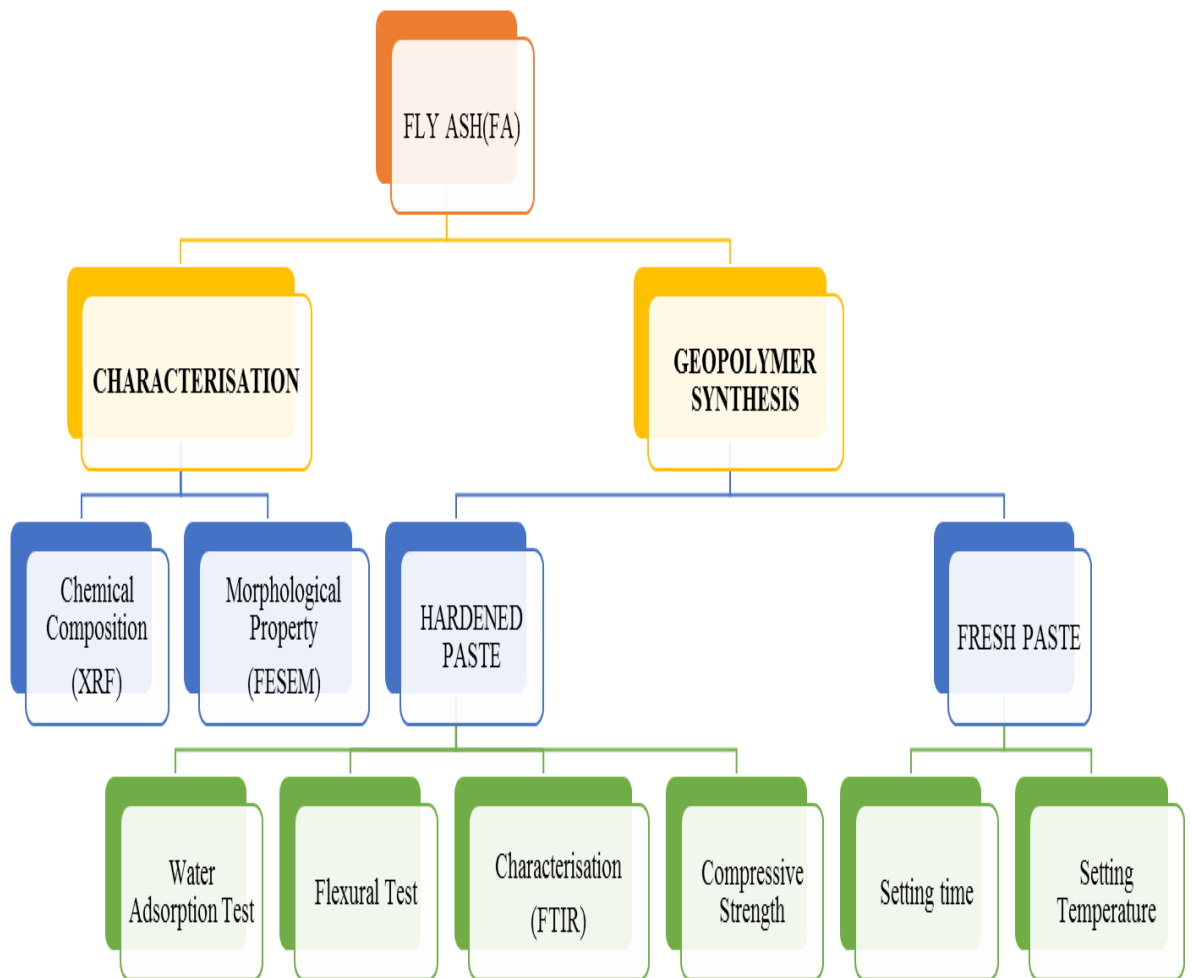 FLY ASH(FA)
CHARACTERISATION
GEOPOLYMER
SYNTHESIS
Chemical
Composition
(XRF)
Morphological
Property
(FESEM)
HARDENED
PASTE
FRESH PASTE
Water
Adsorption Test
Flexural Test
Characterisation
(FTIR)
Compressive
Strength
Setting time
Setting
Temperature